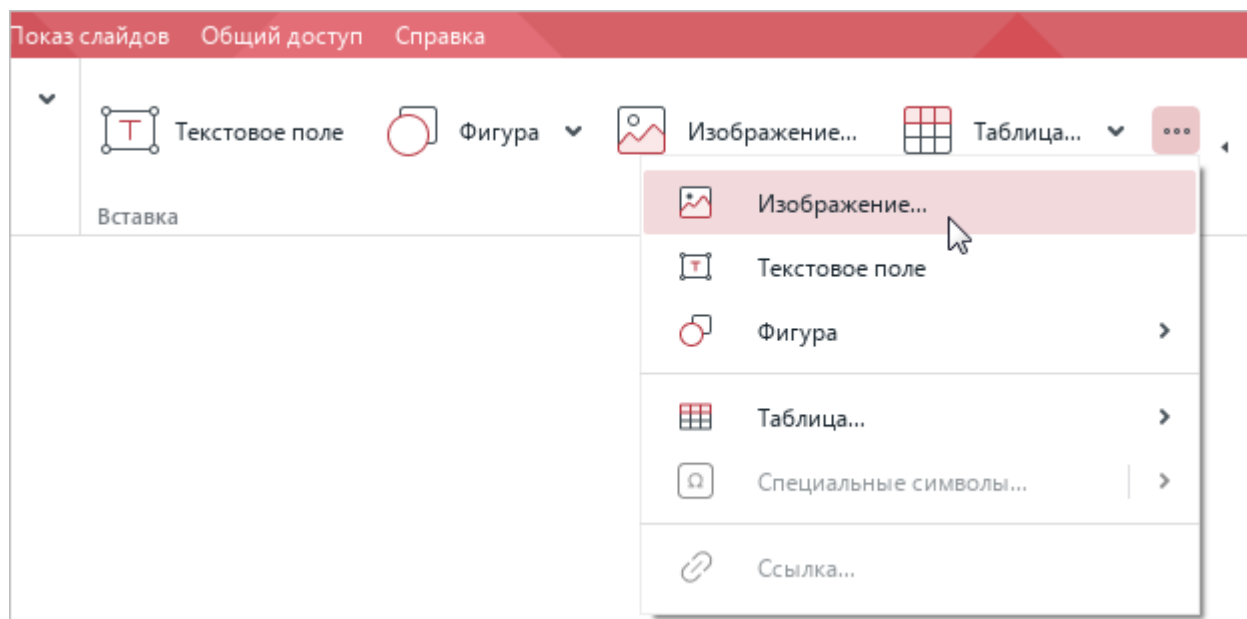 Показ слайдов Общий доступ Справка
Текстовое поле Фигура Изображение... Таблица...
Вставка
Изображение...
Текстовое поле
Фигура
Таблица...
Специальные символы...
Ссылка...